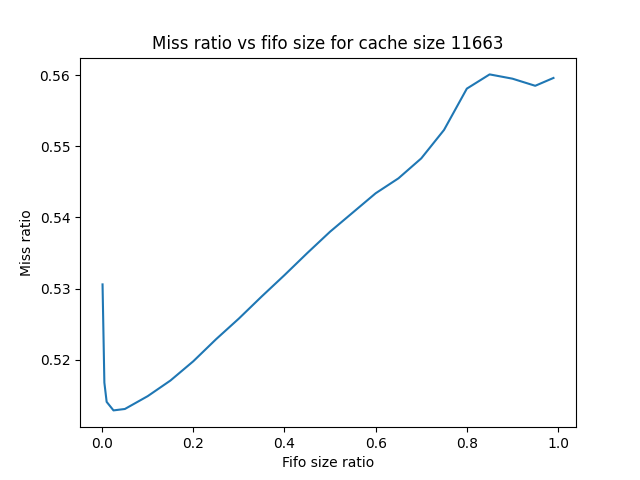 Miss ratio vs fifo size for cache size 11663
0.56
0.55
0.54
0.53
0.52
Miss ratio
0.0 0.2 0.4 0.6 0.8 1.0
Fifo size ratio